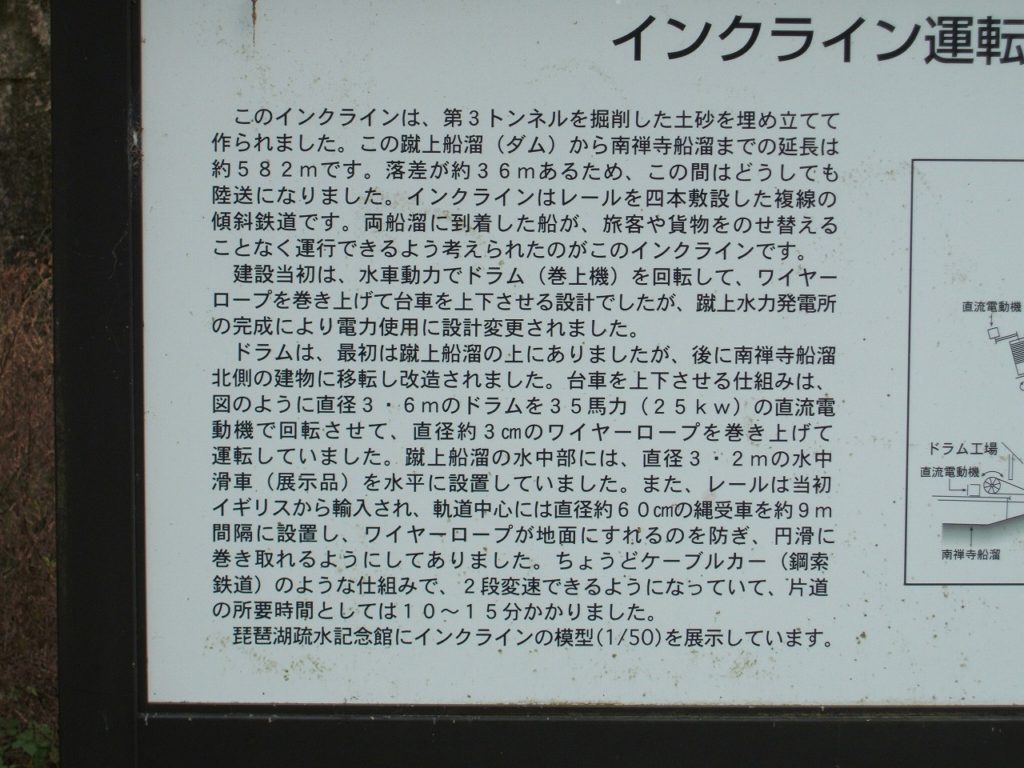 インクライン運転
　このインクラインは、第３トンネルを掘削した土砂を埋め立てて
作られました。この蹴上船溜（ダム）から南禅寺船溜までの延長は
約５８２ｍです。落差が約３６ｍあるため、この間はどうしても
陸送になりました。インクラインはレールを四本敷設した複線の
傾斜鉄道です。両船溜に到着した船が、旅客や貨物をのせ替える
ことなく運行できるよう考えられたのがこのインクラインです。
　建設当初は、水車動力でドラム（巻上機）を回転して、ワイヤー
ロープを巻き上げて台車を上下させる設計でしたが、蹴上水力発電所
の完成により電力使用に設計変更されました。
　ドラムは、最初は蹴上船溜の上にありましたが、後に南禅寺船溜
北側の建物に移転し改造されました。台車を上下させる仕組みは、
図のように直径３・６ｍのドラムを３５馬力（２５ｋｗ）の直流電
動機で回転させて、直径約３㎝のワイヤーロープを巻き上げて
運転していました。蹴上船溜の水中部には、直径３・２ｍの水中
滑車（展示品）を水平に設置していました。また、レールは当初
イギリスから輸入され、軌道中心には直径約６０㎝の縄受車を約９ｍ
間隔に設置し、ワイヤーロープが地面にすれるのを防ぎ、円滑に
巻き取れるようにしてありました。ちょうどケーブルカー（鋼索
鉄道）のような仕組みで、２段変速できるようになっていて、片道
の所要時間としては１０～１５分かかりました。
　琵琶湖疏水記念館にインクラインの模型(1/50)を展示しています。
直流電動機
ドラム工場
直流電動機
南禅寺船溜